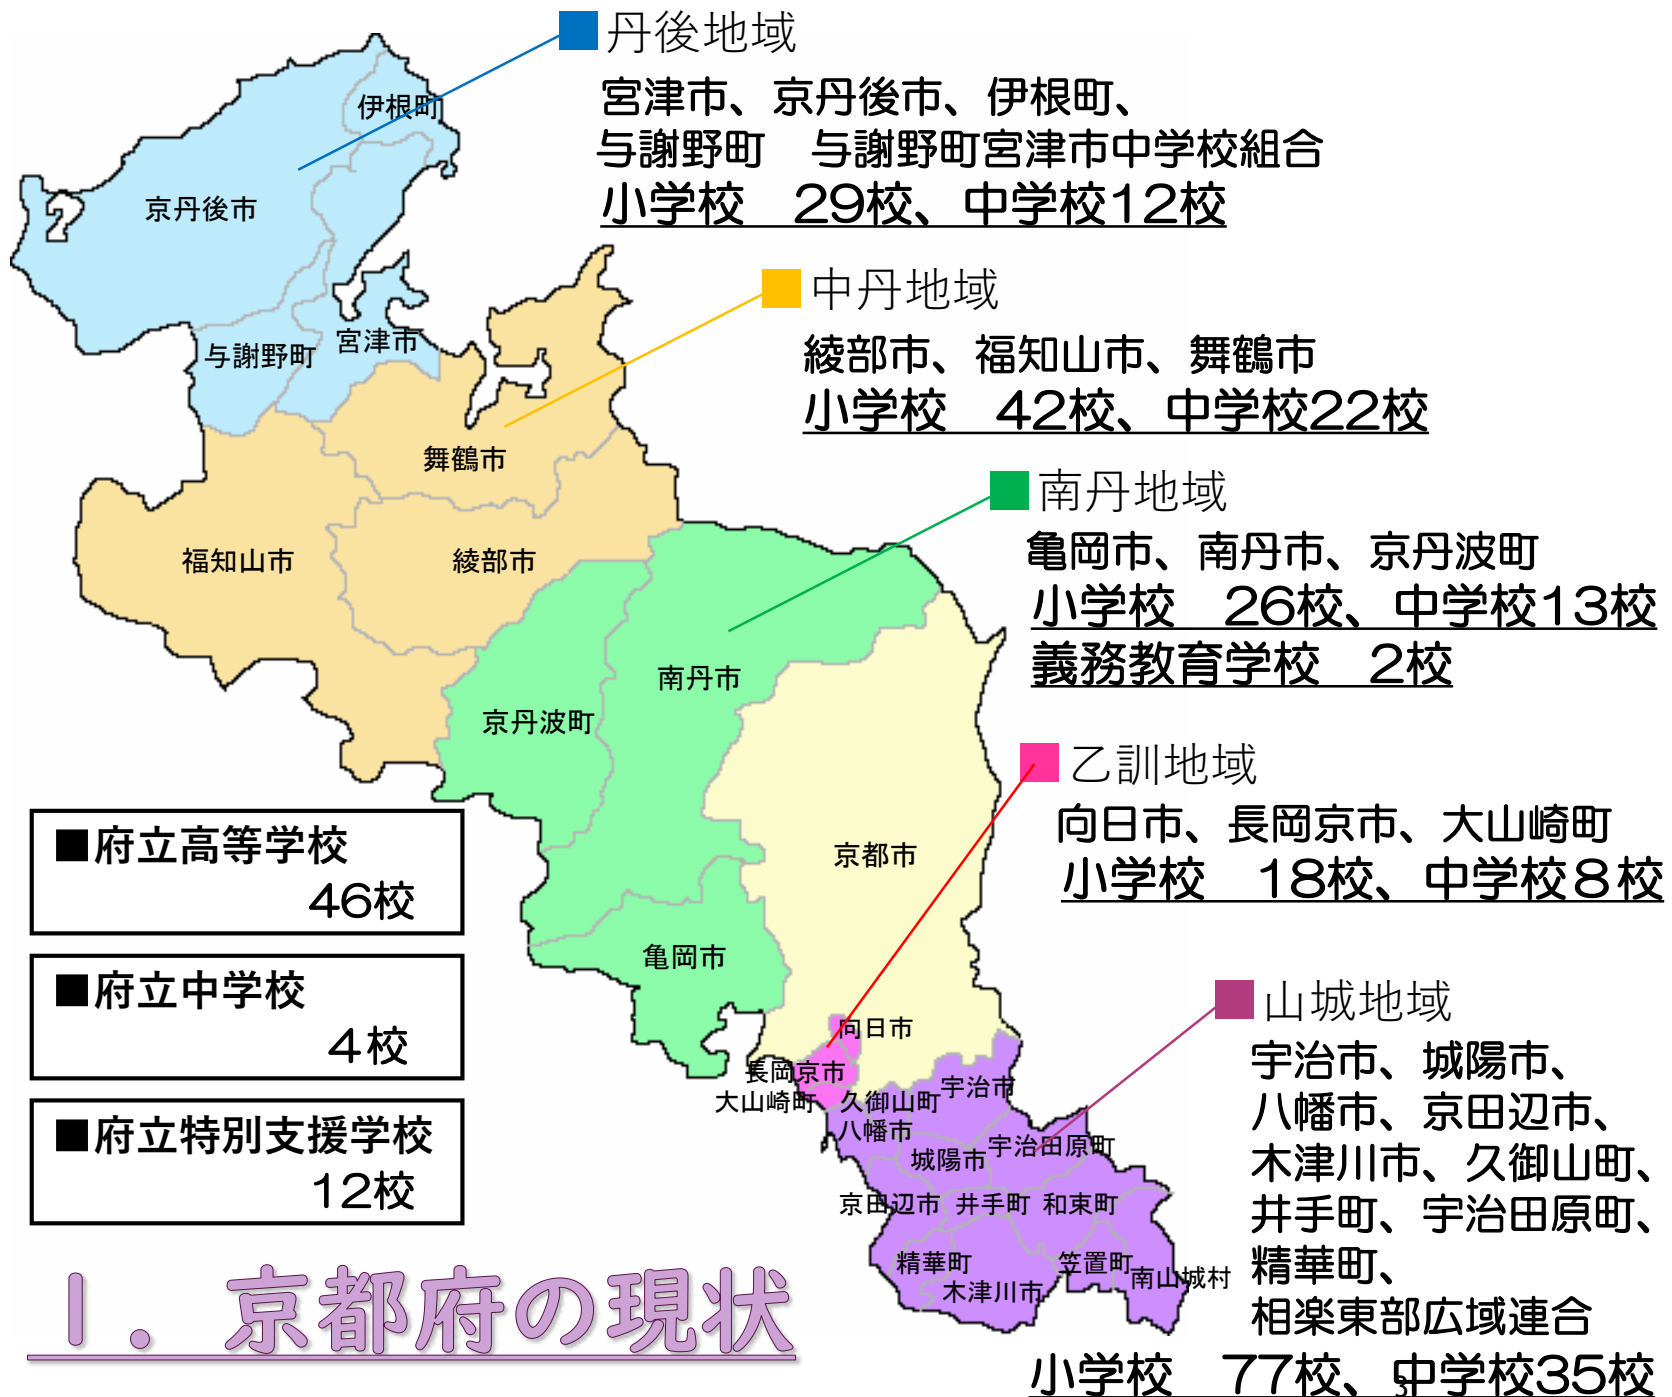 ■丹後地域
宮津市、京丹後市、伊根町、
与謝野町　与謝野町宮津市中学校組合
小学校　29校、中学校12校
■中丹地域
綾部市、福知山市、舞鶴市
小学校　42校、中学校22校
■南丹地域
亀岡市、南丹市、京丹波町
小学校　26校、中学校13校
義務教育学校　2校
■乙訓地域
向日市、長岡京市、大山崎町
小学校　18校、中学校８校
■山城地域
宇治市、城陽市、
八幡市、京田辺市、
木津川市、久御山町、
井手町、宇治田原町、
精華町、
相楽東部広域連合
小学校　77校、中学校35校
伊根町
京丹後市
与謝野町
宮津市
舞鶴市
福知山市
綾部市
南丹市
京丹波町
京都市
亀岡市
向日市
長岡京市
大山崎町
久御山町
宇治市
八幡市
城陽市
宇治田原町
京田辺市
井手町
和束町
精華町
笠置町
南山城村
木津川市
■府立高等学校
46校
■府立中学校
４校
■府立特別支援学校
12校
１．京都府の現状
3